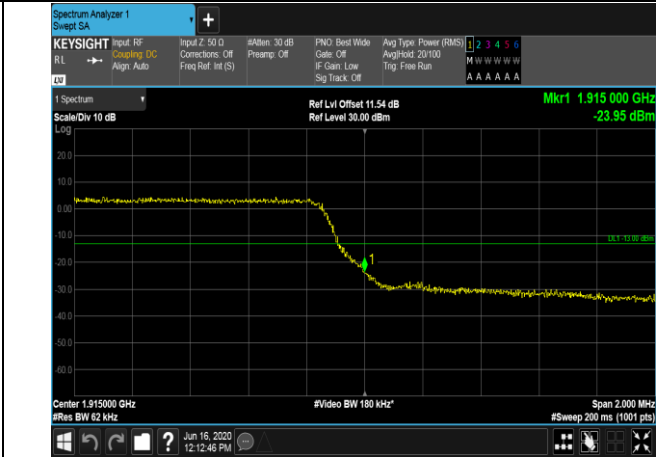 Spectrum Analyzer 1
Swept SA
+
KEYSIGHT
RL
LXI
Input: RF
Coupling: DC
Align: Auto
Input Z: 50 Ω
Corrections: Off
Freq Ref: Int (S)
#Atten: 30 dB
Preamp: Off
PNO: Best Wide
Gate: Off
IF Gain: Low
Sig Track: Off
Avg Type: Power (RMS)
Avg|Hold: 20/100
Trig: Free Run
1 2 3 4 5 6
M W W W W W
A A A A A A
1 Spectrum
Scale/Div 10 dB
Log
Ref Lvl Offset 11.54 dB
Ref Level 30.00 dBm
Mkr1 1.915 000 GHz
-23.95 dBm
20.0
10.0
0.00
-10.0
DL1 -13.00 dBm
1
-20.0
-30.0
-40.0
-50.0
-60.0
Center 1.915000 GHz
#Res BW 62 kHz
#Video BW 180 kHz*
Span 2.000 MHz
#Sweep 200 ms (1001 pts)
?
Jun 16, 2020
12:12:46 PM